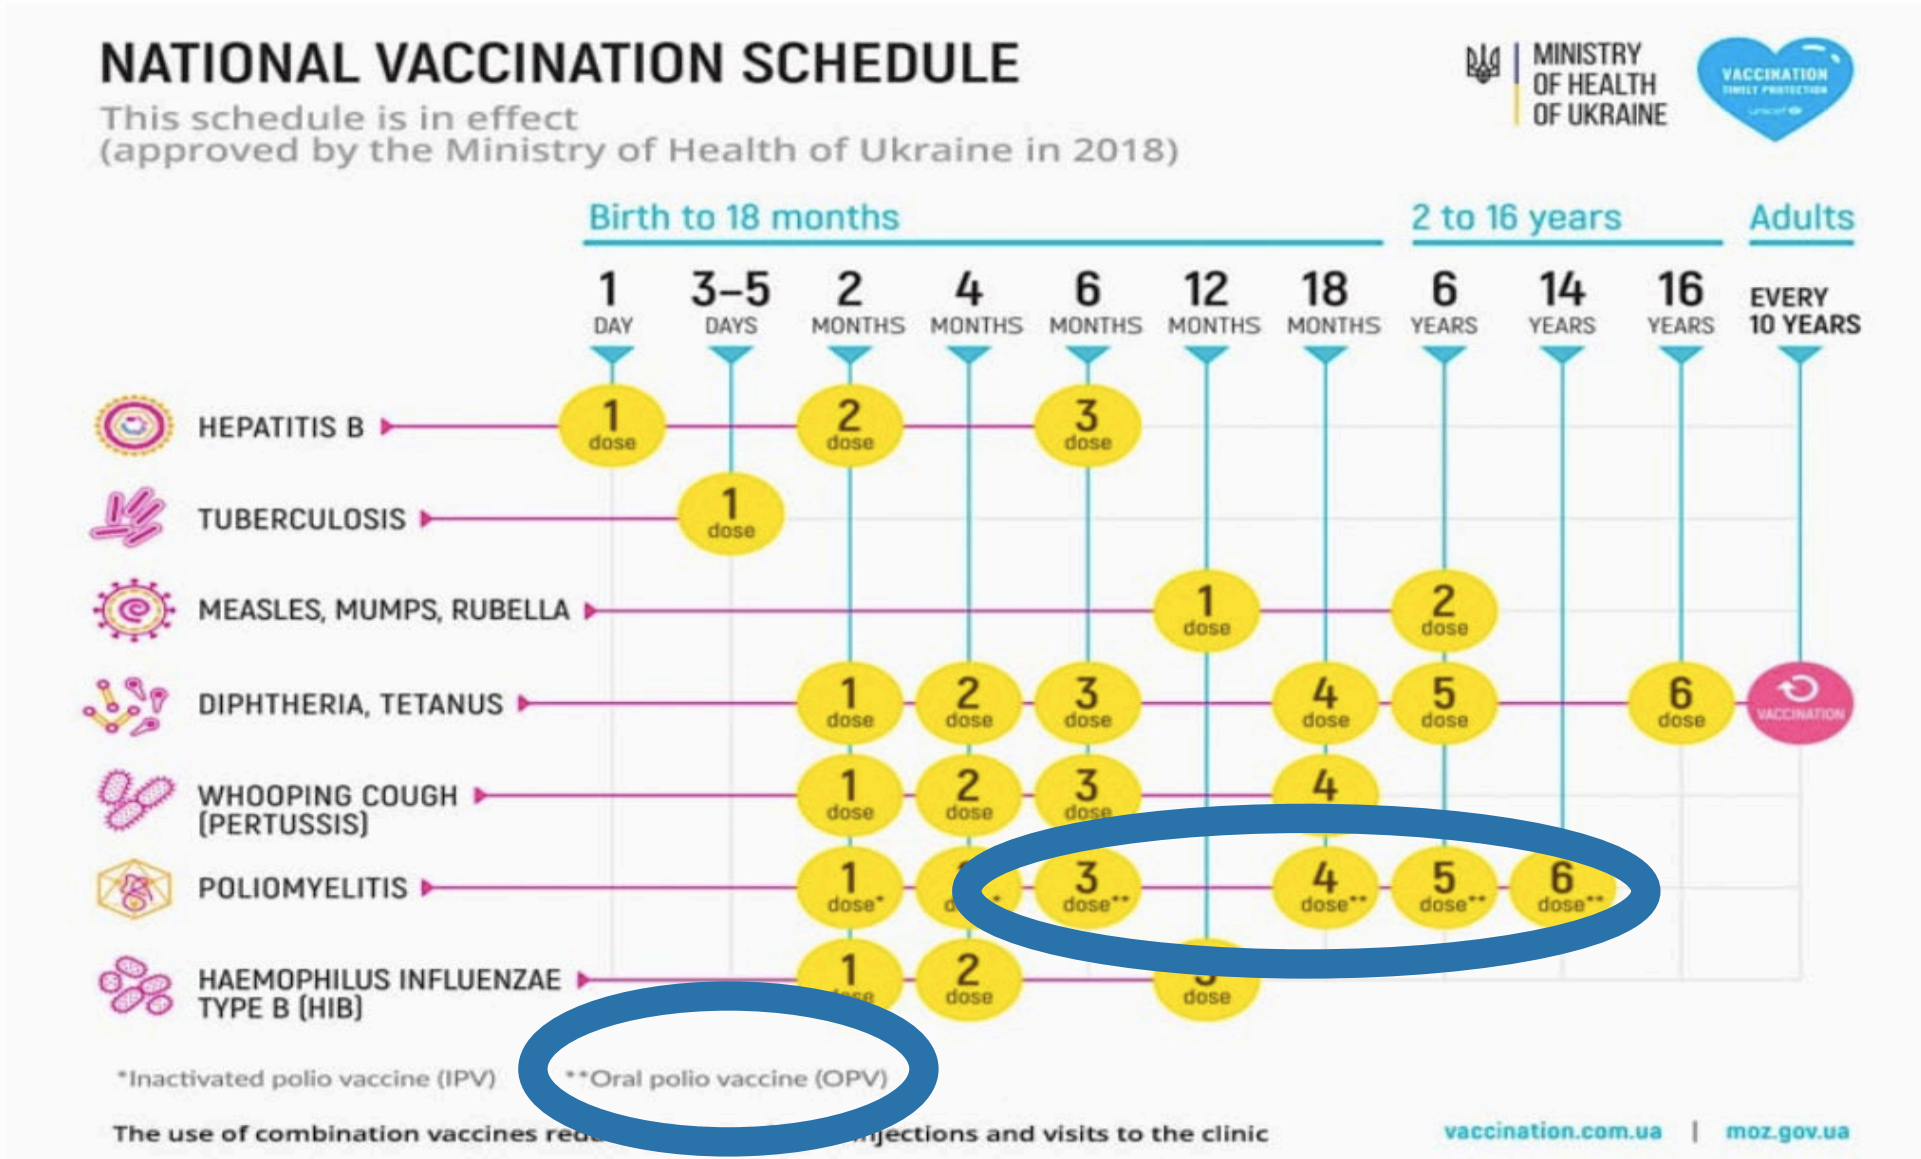 NATIONAL VACCINATION SCHEDULE
This schedule is in effect
(approved by the Ministry of Health of Ukraine in 2018)
MINISTRY
OF HEALTH
OF UKRAINE
VACCINATION
TIMELY PROTECTION
unicef
Birth to 18 months
2 to 16 years
Adults
1 3–5 2 4 6 12 18 6 14 16 EVERY
DAY DAYS MONTHS MONTHS MONTHS MONTHS MONTHS YEARS YEARS YEARS 10 YEARS
HEPATITIS B 1 2 3
dose dose dose
TUBERCULOSIS 1
dose
MEASLES, MUMPS, RUBELLA 1 2
dose dose
DIPHTHERIA, TETANUS 1 2 3 4 5 6
dose dose dose dose dose dose VACCINATION
WHOOPING COUGH 1 2 3 4
(PERTUSSIS) dose dose dose
POLIOMYELITIS 1 3 4 5 6
dose* * dose** dose** dose** dose**
HAEMOPHILUS INFLUENZAE 1 2
TYPE B (HIB) dose dose
*Inactivated polio vaccine (IPV) **Oral polio vaccine (OPV)
The use of combination vaccines and visits to the clinic
vaccination.com.ua | moz.gov.ua